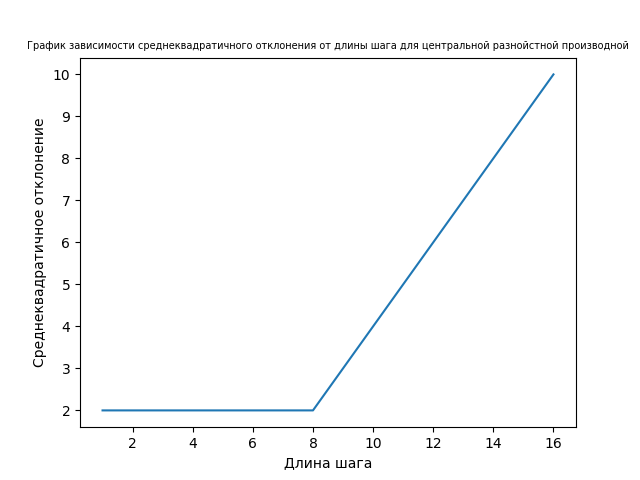 График зависимости среднеквадратичного отклонения от длины шага для центральной разнойстной производной
10
9
8
7
6
5
4
3
2
Среднеквадратичное отклонение
2 4 6 8 10 12 14 16
Длина шага